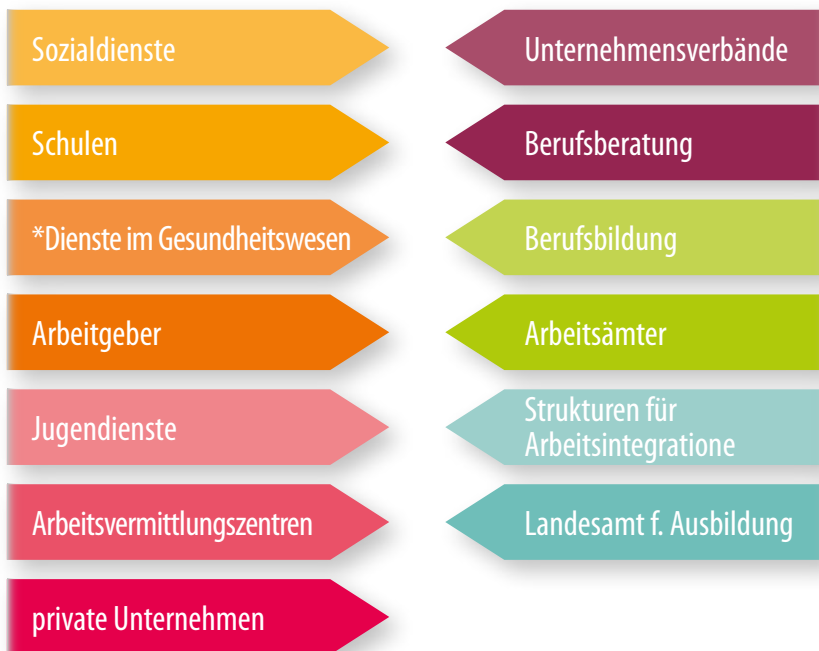 Sozialdienste
Schulen
*Dienste im Gesundheitswesen
Arbeitgeber
Jugendienste
Arbeitsvermittlungszentren
private Unternehmen
Unternehmensverbände
Berufsberatung
Berufsbildung
Arbeitsämter
Strukturen für
Arbeitsintegratione
Landesamt f. Ausbildung